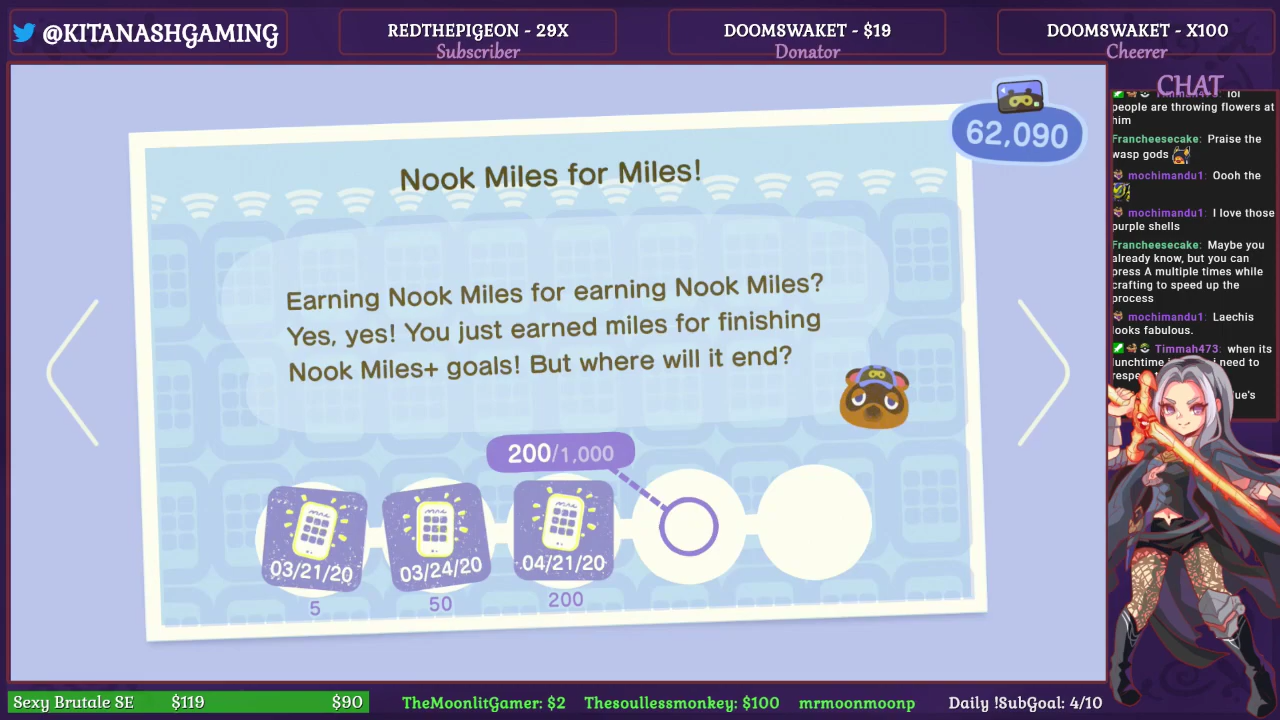 @KITANASHGAMING
REDTHEPIGEON - 29X
Subscriber
DOOMSWAKET - $19
Donator
DOOMSWAKET - X100
Cheerer
CHAT
62,090
Nook Miles for Miles!
Earning Nook Miles for earning Nook Miles?
Yes, yes! You just earned miles for finishing
Nook Miles+ goals! But where will it end?
200/1,000
03/21/20
03/24/20
04/21/20
5
50
200
people are throwing flowers at
him
Francheesecake: Praise the
wasp gods
mochimandu1: Oooh the
mochimandu1: I love those
purple shells
Francheesecake: Maybe you
already know, but you can
press A multiple times while
crafting to speed up the
process
mochimandu1: Laechis
looks fabulous.
Timmah473: when its
lunchtime
need to
Sexy Brutale SE $119 $90
TheMoonlitGamer: $2 Thesoullessmonkey: $100 mrmoonmoonp
Daily !SubGoal: 4/10